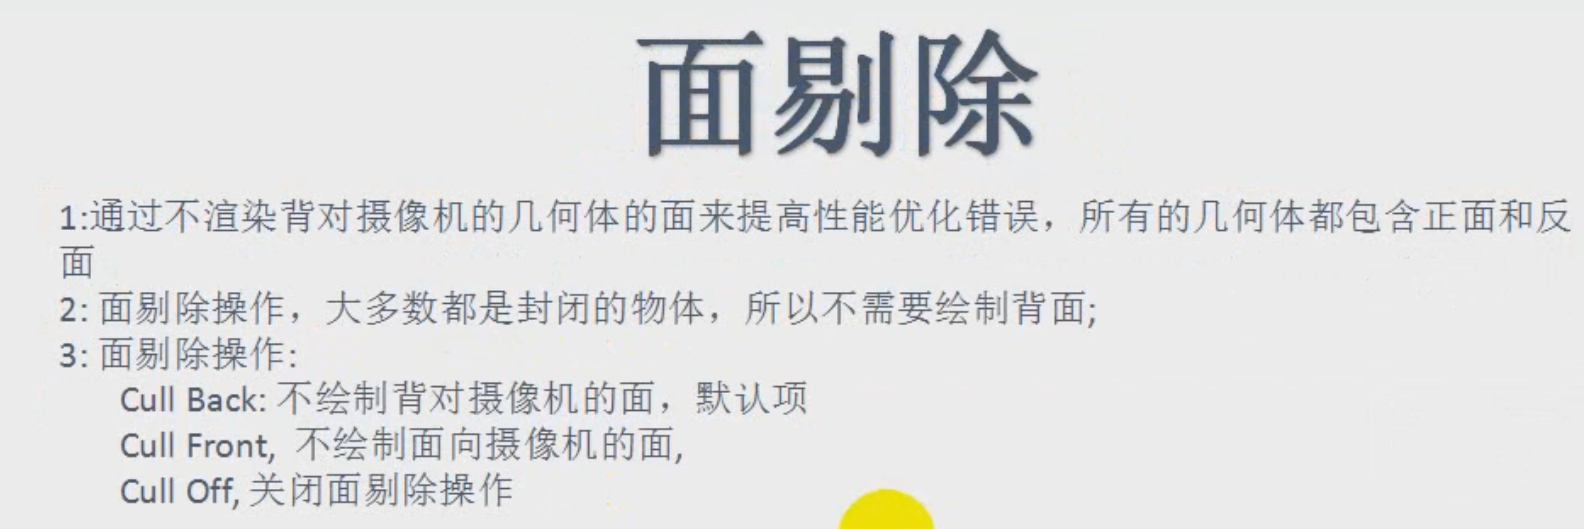 面剔除
1:通过不渲染背对摄像机的几何体的面来提高性能优化错误，所有的几何体都包含正面和反
面
2: 面剔除操作，大多数都是封闭的物体，所以不需要绘制背面;
3: 面剔除操作:
Cull Back: 不绘制背对摄像机的面，默认项
Cull Front, 不绘制面向摄像机的面,
Cull Off, 关闭面剔除操作